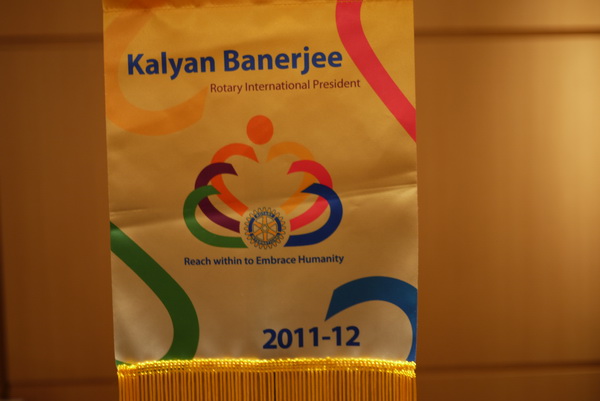 Kalyan Banerjee
Rotary International President
Reach within to Embrace Humanity
2011-12